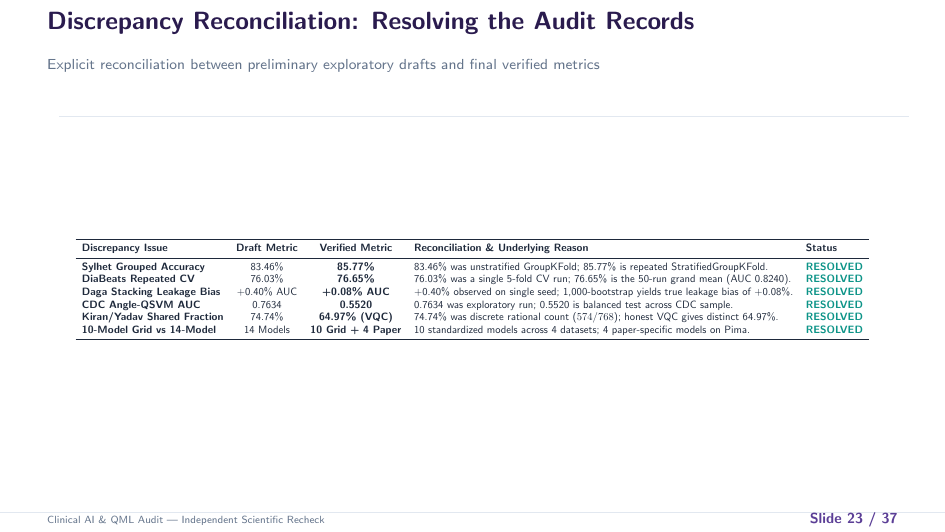 Discrepancy Reconciliation: Resolving the Audit Records
Explicit reconciliation between preliminary exploratory drafts and final verified metrics
Discrepancy Issue Draft Metric Verified Metric Reconciliation & Underlying Reason Status
Sylhet Grouped Accuracy 83.46% 85.77% 83.46% was unstratified GroupKFold; 85.77% is repeated StratifiedGroupKFold. RESOLVED
DiaBeats Repeated CV 76.03% 76.65% 76.03% was a single 5-fold CV run; 76.65% is the 50-run grand mean (AUC 0.8240). RESOLVED
Daga Stacking Leakage Bias +0.40% AUC +0.08% AUC +0.40% observed on single seed; 1,000-bootstrap yields true leakage bias of +0.08%. RESOLVED
CDC Angle-QSVM AUC 0.7634 0.5520 0.7634 was exploratory run; 0.5520 is balanced test across CDC sample. RESOLVED
Kiran/Yadav Shared Fraction 74.74% 64.97% (VQC) 74.74% was discrete rational count (574/768); honest VQC gives distinct 64.97%. RESOLVED
10-Model Grid vs 14-Model 14 Models 10 Grid + 4 Paper 10 standardized models across 4 datasets; 4 paper-specific models on Pima. RESOLVED
Clinical AI & QML Audit — Independent Scientific Recheck
Slide 23 / 37